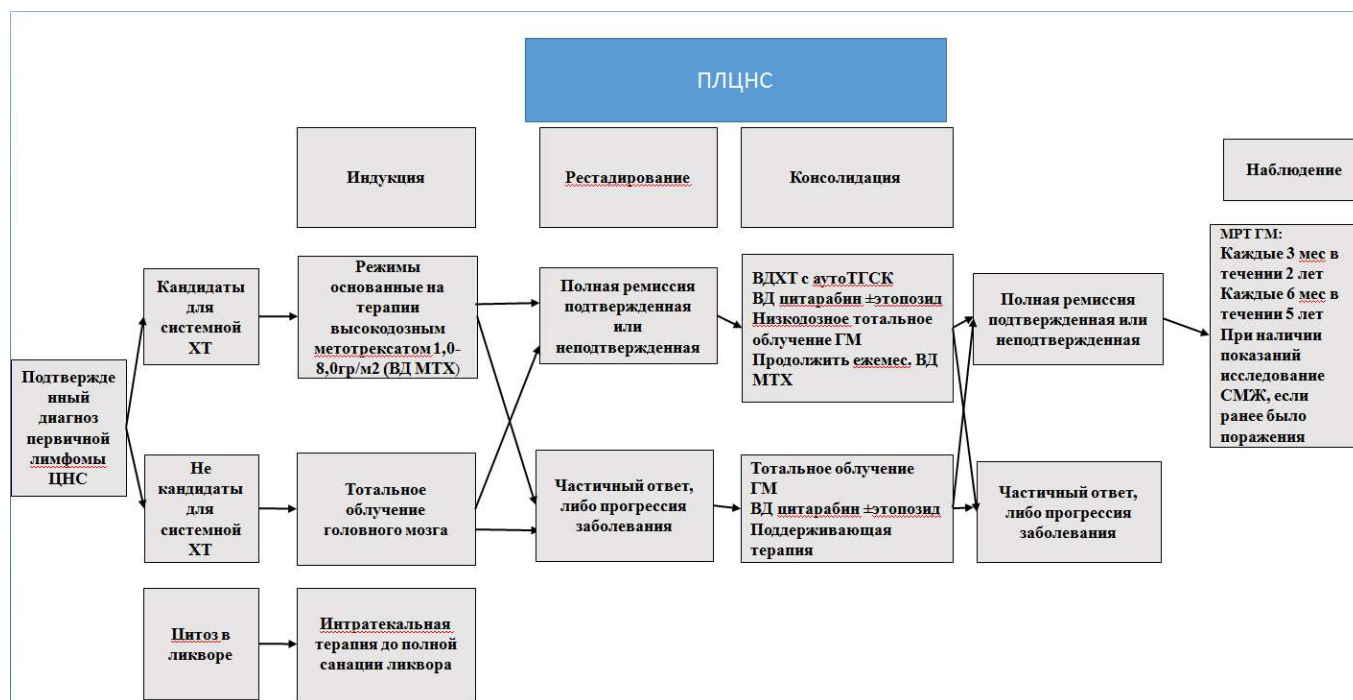 ПЛЦНС
Индукция
Рестадирование
Консолидация
Наблюдение
Подтвержде
нный
диагноз
первичной
лимфомы
ЦНС
Кандидаты
для
системной
ХТ
Режимы
основанные на
терапии
высокодозным
метотрексатом 1,0-
8,0гр/м2 (ВД МТХ)
Полная ремиссия
подтвержденная
или
неподтвержденная
ВДХТ с аутоТГСК
ВД цитарабин ±этопозид
Низкодозное тотальное
облучение ГМ
Продолжить ежемес. ВД
МТХ
Полная ремиссия
подтвержденная или
неподтвержденная
МРТ ГМ:
Каждые 3 мес в
течении 2 лет
Каждые 6 мес в
течении 5 лет
При наличии
показаний
исследование
СМЖ, если
ранее было
поражения
Не
кандидаты
для
системной
ХТ
Тотальное
облучение
головного мозга
Частичный ответ,
либо прогрессия
заболевания
Тотальное облучение
ГМ
ВД цитарабин ±этопозид
Поддерживающая
терапия
Частичный ответ,
либо прогрессия
заболевания
Цитоз в
ликворе
Интратекальная
терапия до полной
санации ликвора